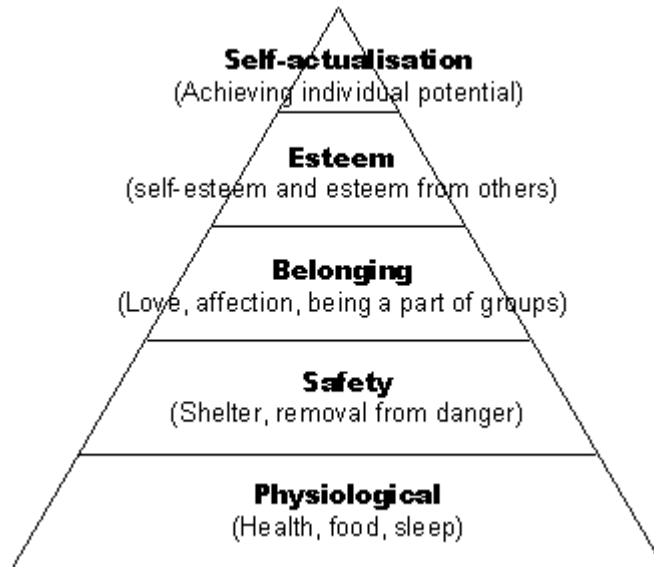 Self-actualisation
(Achieving individual potential)
Esteem
(self-esteem and esteem from others)
Belonging
(Love, affection, being a part of groups)
Safety
(Shelter, removal from danger)
Physiological
(Health, food, sleep)